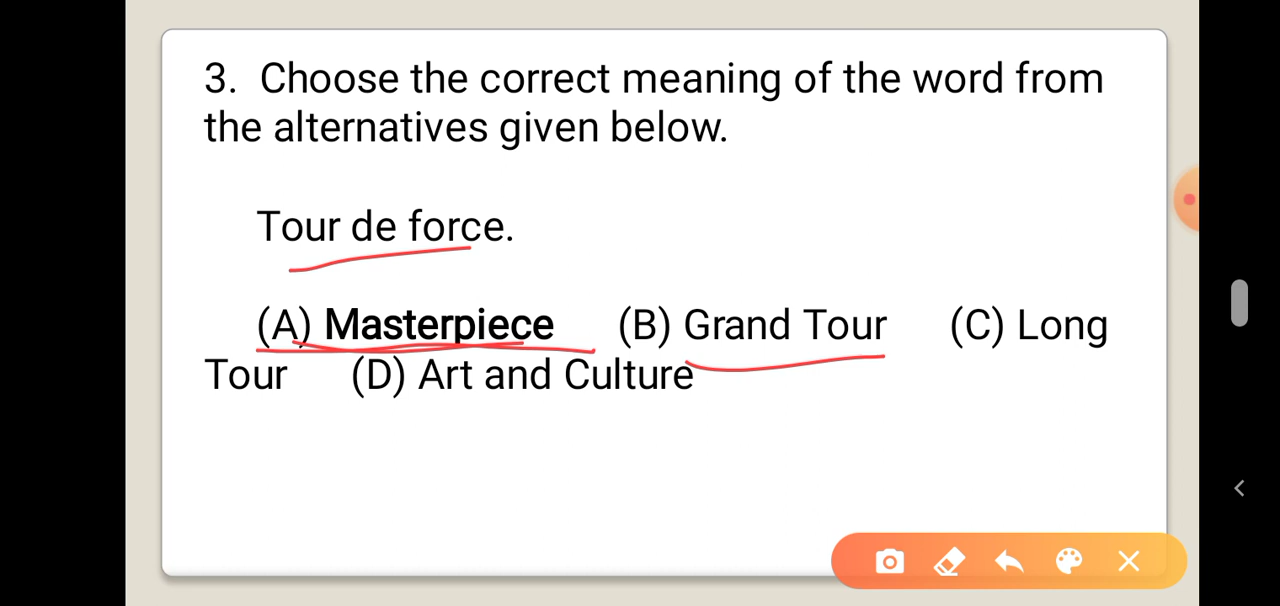 3. Choose the correct meaning of the word from
the alternatives given below.
Tour de force.
(A) Masterpiece (B) Grand Tour (C) Long
Tour (D) Art and Culture